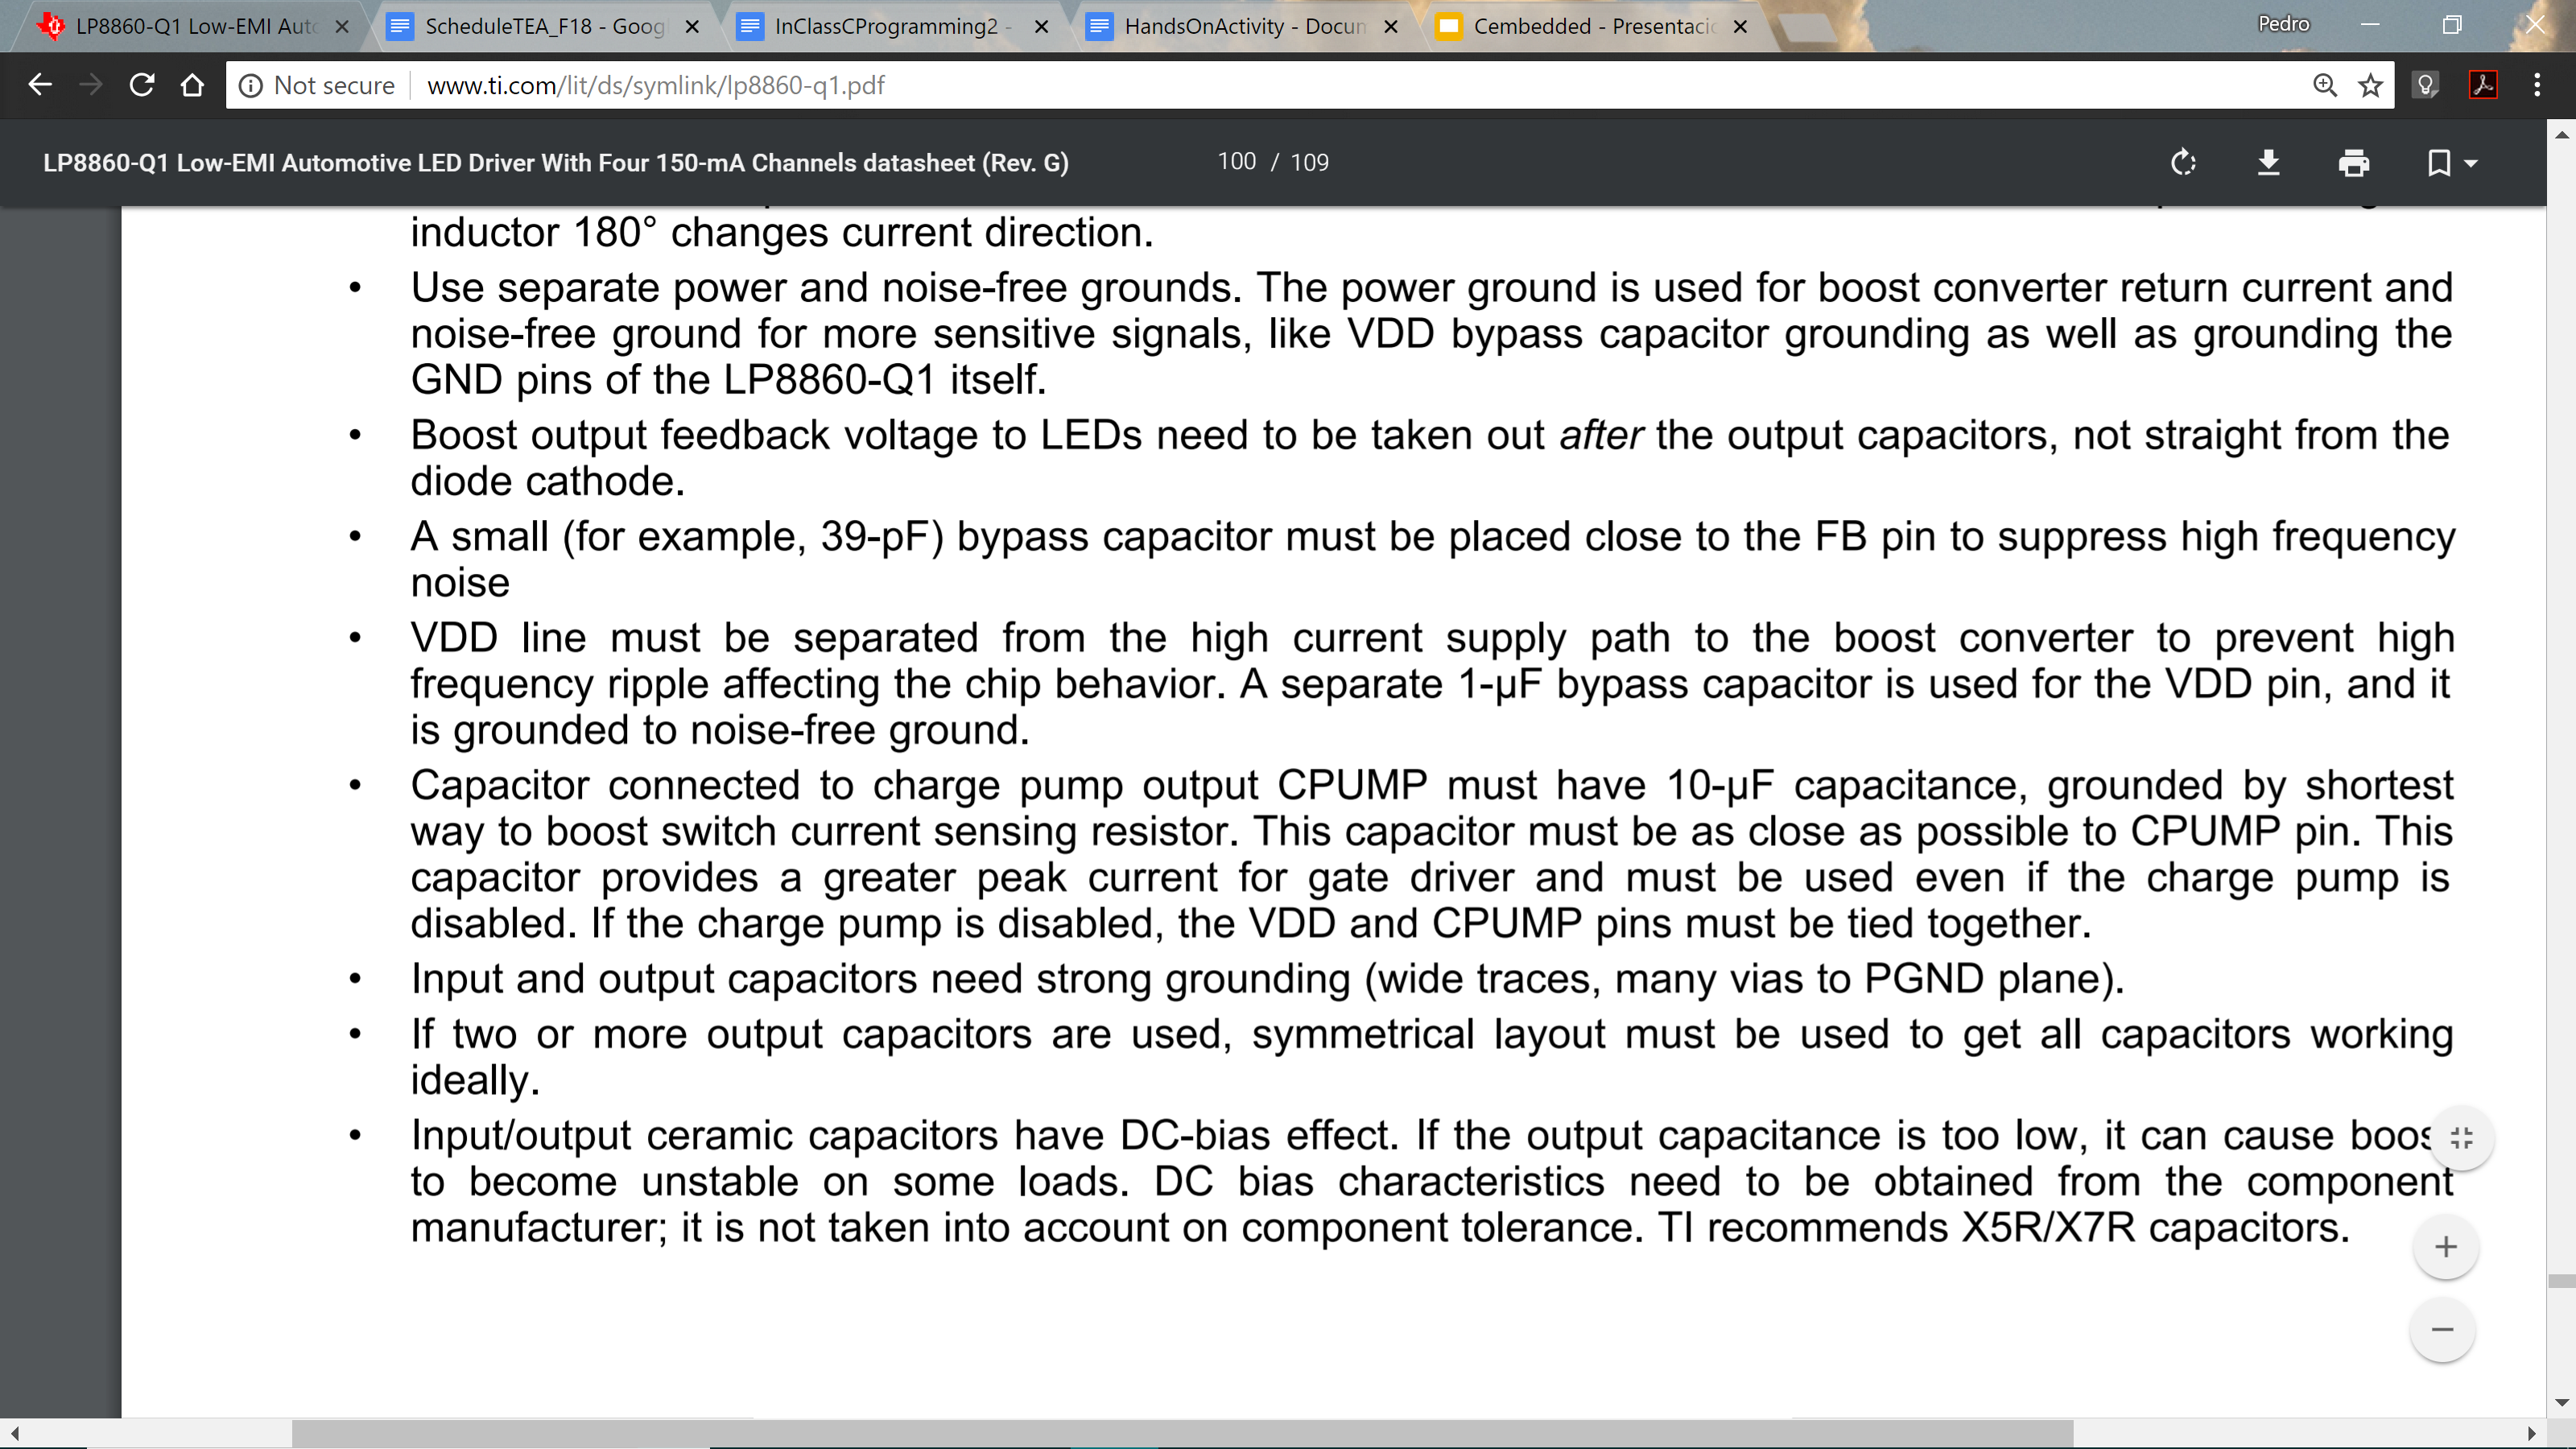 LP8860-Q1 Low-EMI Auto
ScheduleTEA_F18 - Goog
InClassCProgramming2 -
HandsOnActivity - Docum
Cembedded - Presentació
Pedro
Not secure
www.ti.com/lit/ds/symlink/lp8860-q1.pdf
LP8860-Q1 Low-EMI Automotive LED Driver With Four 150-mA Channels datasheet (Rev. G)
100 / 109
inductor 180° changes current direction.
• Use separate power and noise-free grounds. The power ground is used for boost converter return current and
noise-free ground for more sensitive signals, like VDD bypass capacitor grounding as well as grounding the
GND pins of the LP8860-Q1 itself.
• Boost output feedback voltage to LEDs need to be taken out after the output capacitors, not straight from the
diode cathode.
• A small (for example, 39-pF) bypass capacitor must be placed close to the FB pin to suppress high frequency
noise
• VDD line must be separated from the high current supply path to the boost converter to prevent high
frequency ripple affecting the chip behavior. A separate 1-µF bypass capacitor is used for the VDD pin, and it
is grounded to noise-free ground.
• Capacitor connected to charge pump output CPUMP must have 10-µF capacitance, grounded by shortest
way to boost switch current sensing resistor. This capacitor must be as close as possible to CPUMP pin. This
capacitor provides a greater peak current for gate driver and must be used even if the charge pump is
disabled. If the charge pump is disabled, the VDD and CPUMP pins must be tied together.
• Input and output capacitors need strong grounding (wide traces, many vias to PGND plane).
• If two or more output capacitors are used, symmetrical layout must be used to get all capacitors working
ideally.
• Input/output ceramic capacitors have DC-bias effect. If the output capacitance is too low, it can cause boost
to become unstable on some loads. DC bias characteristics need to be obtained from the component
manufacturer; it is not taken into account on component tolerance. TI recommends X5R/X7R capacitors.